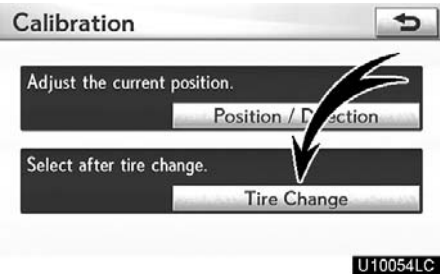 Calibration
Adjust the current position.
Position / Direction
Select after tire change.
Tire Change
U10054LC